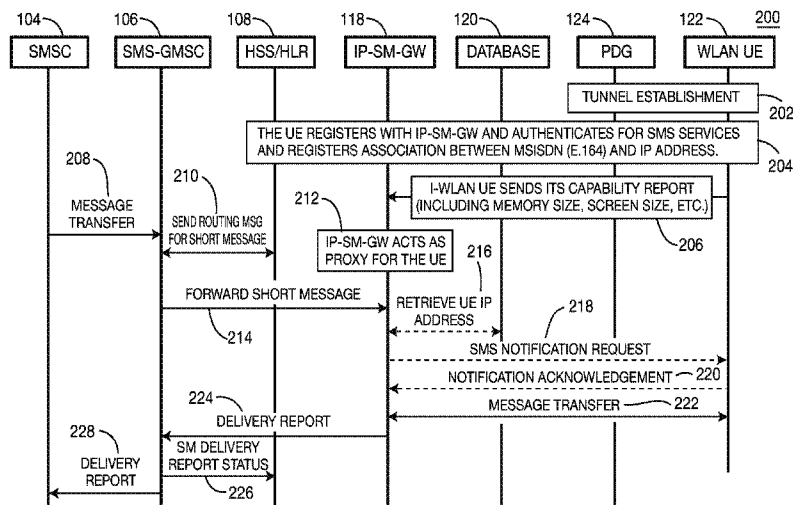 104
106
108
118
120
124
122
200
SMSC
SMS-GMSC
HSS/HLR
IP-SM-GW
DATABASE
PDG
WLAN UE
TUNNEL ESTABLISHMENT
202
THE UE REGISTERS WITH IP-SM-GW AND AUTHENTICATES FOR SMS SERVICES
AND REGISTERS ASSOCIATION BETWEEN MSISDN (E.164) AND IP ADDRESS.
204
208
MESSAGE
TRANSFER
210
SEND ROUTING MSG
FOR SHORT MESSAGE
I-WLAN UE SENDS ITS CAPABILITY REPORT
(INCLUDING MEMORY SIZE, SCREEN SIZE, ETC.)
206
212
IP-SM-GW ACTS AS
PROXY FOR THE UE
216
FORWARD SHORT MESSAGE
214
RETRIEVE UE IP
ADDRESS
218
SMS NOTIFICATION REQUEST
NOTIFICATION ACKNOWLEDGEMENT
220
MESSAGE TRANSFER
222
224
DELIVERY REPORT
228
DELIVERY
REPORT
SM DELIVERY
REPORT STATUS
226